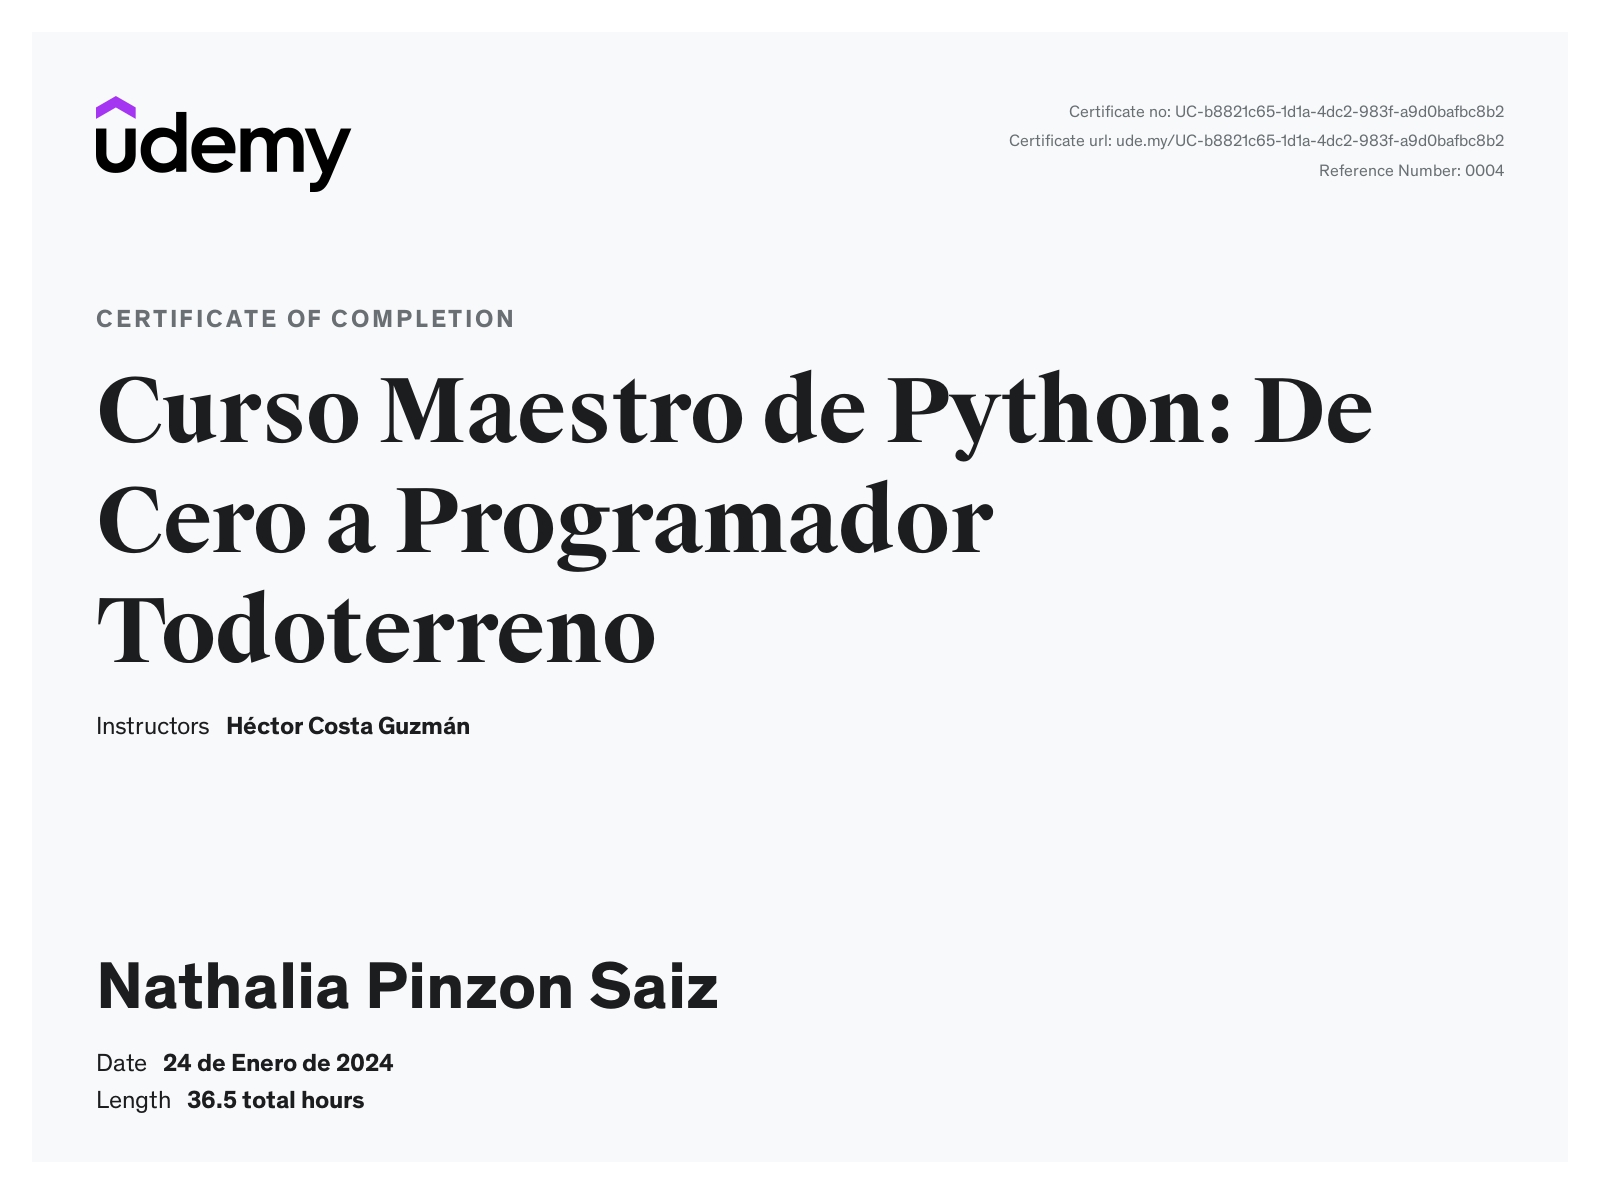 udemy
Certificate no: UC-b8821c65-1d1a-4dc2-983f-a9d0bafbc8b2
Certificate url: ude.my/UC-b8821c65-1d1a-4dc2-983f-a9d0bafbc8b2
Reference Number: 0004
CERTIFICATE OF COMPLETION
Curso Maestro de Python: De
Cero a Programador
Todoterreno
Instructors Héctor Costa Guzmán
Nathalia Pinzon Saiz
Date 24 de Enero de 2024
Length 36.5 total hours